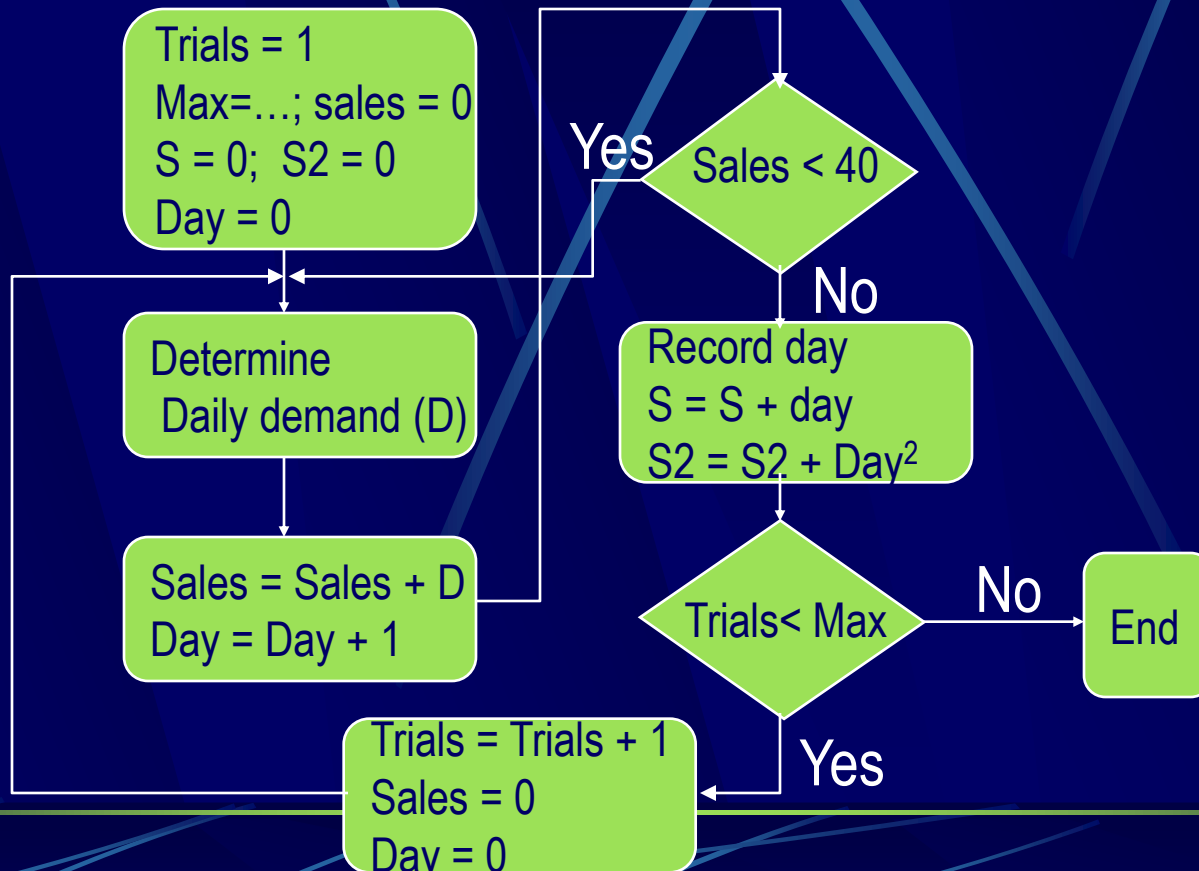 Trials = 1
Max=…; sales = 0
S = 0;  S2 = 0
Day = 0
Determine
Daily demand (D)
Sales = Sales + D
Day = Day + 1
Sales < 40
Yes
No
Record day
S = S + day
S2 = S2 + Day²
Trials< Max
No
End
Yes
Trials = Trials + 1
Sales = 0
Day = 0